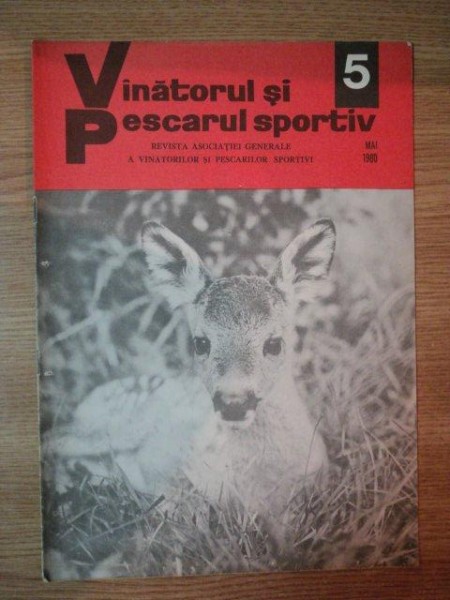 Vînătorul și
Pescarul sportiv
5
REVISTA ASOCIAȚIEI GENERALE
A VÎNĂTORILOR ȘI PESCARILOR SPORTIVI
MAI
1980